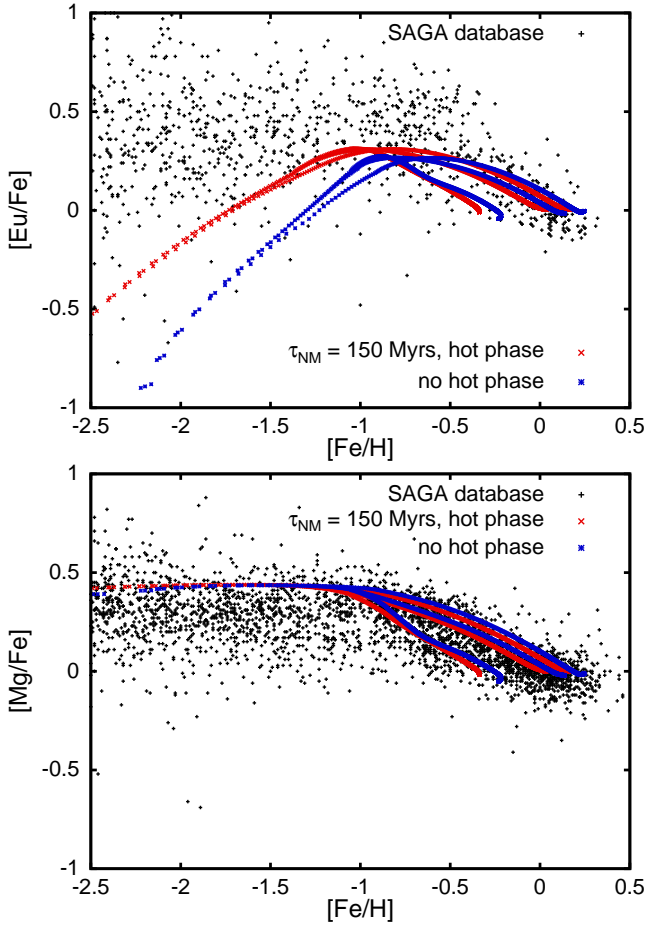 1
SAGA database
0.5
[Eu/Fe]
0
-0.5
τNM = 150 Myrs, hot phase
no hot phase
-1
-2.5 -2 -1.5 -1 -0.5 0 0.5
[Fe/H]
1
SAGA database
τNM = 150 Myrs, hot phase
no hot phase
0.5
[Mg/Fe]
0
-0.5
-1
-2.5 -2 -1.5 -1 -0.5 0 0.5
[Fe/H]